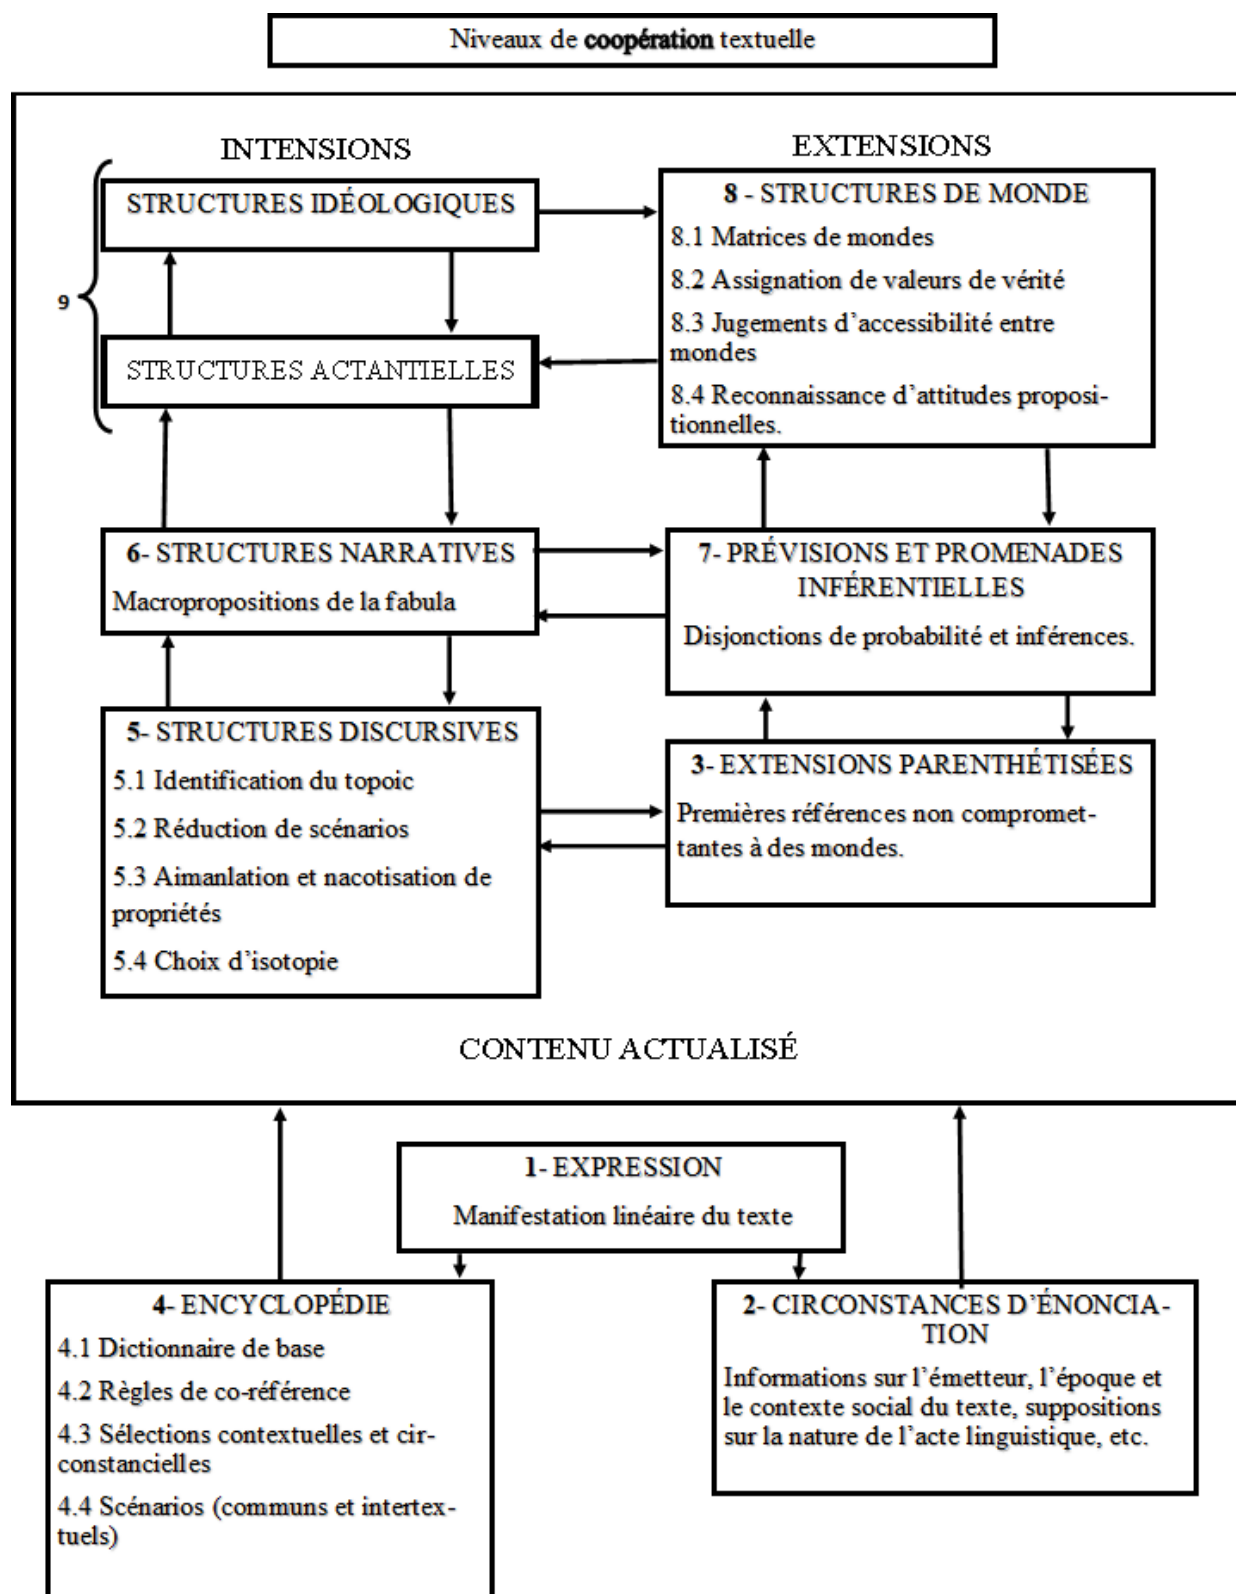 Niveaux de coopération textuelle
INTENSIONS
STRUCTURES IDÉOLOGIQUES
9
STRUCTURES ACTANTIELLES
6- STRUCTURES NARRATIVES
Macropropositions de la fabula
5- STRUCTURES DISCURSIVES
5.1 Identification du topoic
5.2 Réduction de scénarios
5.3 Aimanlation et nacotisation de
propriétés
5.4 Choix d'isotopie
EXTENSIONS
8 - STRUCTURES DE MONDE
8.1 Matrices de mondes
8.2 Assignation de valeurs de vérité
8.3 Jugements d'accessibilité entre
mondes
8.4 Reconnaissance d'attitudes proposi-
tionnelles.
7- PRÉVISIONS ET PROMENADES
INFÉRENTIELLES
Disjonctions de probabilité et inférences.
3- EXTENSIONS PARENTHÉTISÉES
Premières références non compromet-
tantes à des mondes.
CONTENU ACTUALISÉ
1- EXPRESSION
Manifestation linéaire du texte
4- ENCYCLOPÉDIE
4.1 Dictionnaire de base
4.2 Règles de co-référence
4.3 Sélections contextuelles et cir-
constancielles
4.4 Scénarios (communs et intertex-
tuels)
2- CIRCONSTANCES D'ÉNONCIA-
TION
Informations sur l'émetteur, l'époque et
le contexte social du texte, suppositions
sur la nature de l'acte linguistique, etc.